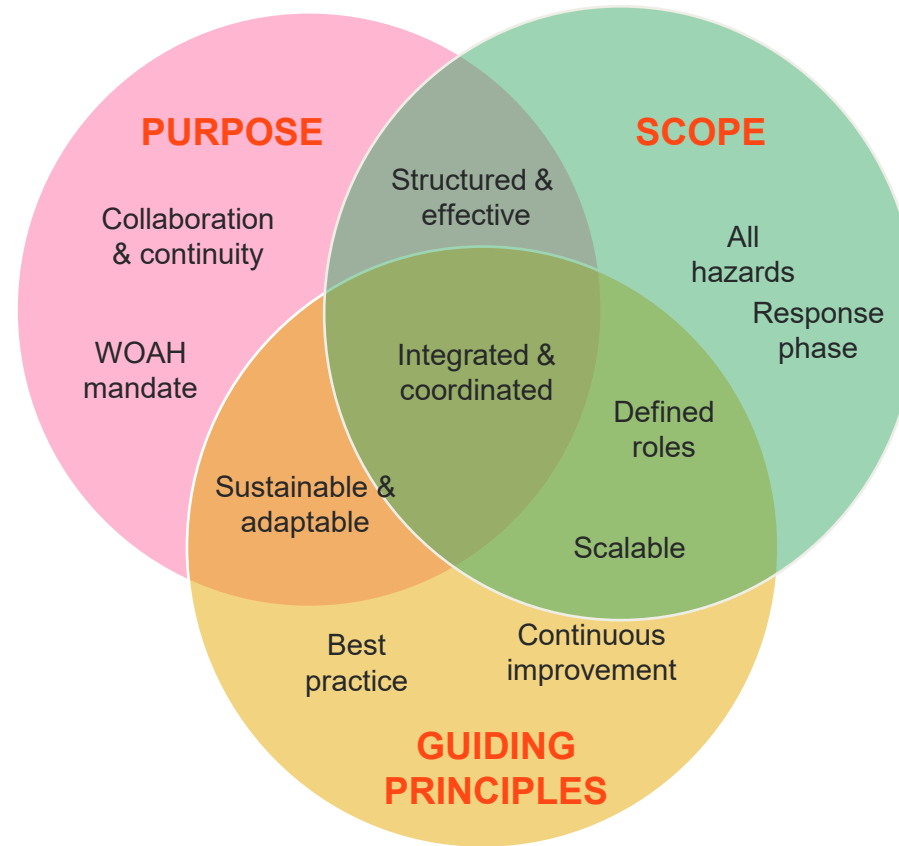 PURPOSE
SCOPE
Structured &
effective
Collaboration
& continuity
All
hazards
Response
phase
WOAH
mandate
Integrated &
coordinated
Defined
roles
Sustainable &
adaptable
Scalable
Best
practice
Continuous
improvement
GUIDING
PRINCIPLES